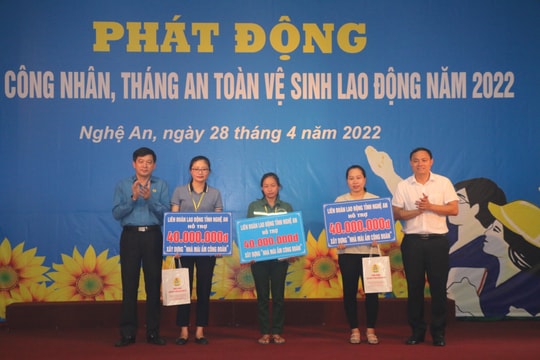 PHÁT ĐỘNG
CÔNG NHÂN, THÁNG AN TOÀN VỆ SINH LAO ĐỘNG NĂM 2022
Nghệ An, ngày 28 tháng 4 năm 2022
LIÊN ĐOÀN LAO ĐỘNG TỈNH NGHỆ AN
HỖ TRỢ
40.000.000đ
XÂY DỰNG "NHÀ MÁI ẤM CÔNG ĐOÀN"
LIÊN ĐOÀN LAO ĐỘNG TỈNH NGHỆ AN
HỖ TRỢ
40.000.000đ
XÂY DỰNG "NHÀ MÁI ẤM CÔNG ĐOÀN"
LIÊN ĐOÀN LAO ĐỘNG TỈNH NGHỆ AN
HỖ TRỢ
40.000.000đ
XÂY DỰNG "NHÀ MÁI ẤM CÔNG ĐOÀN"